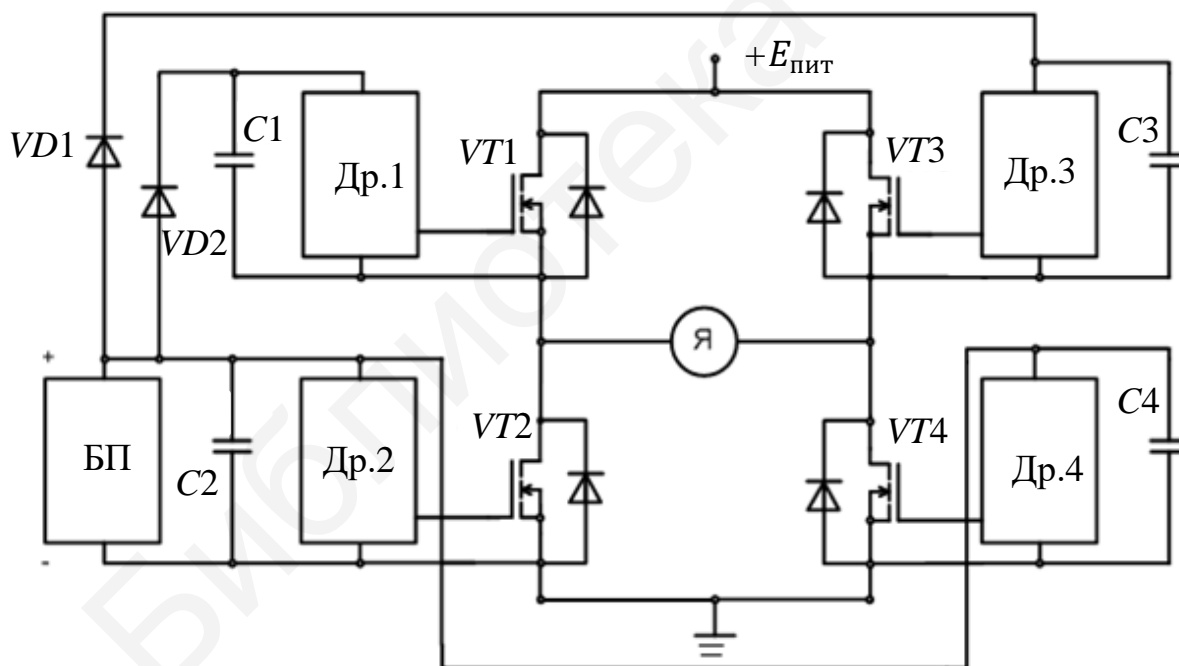 +Eпит
VD1
C1
Др.1
VT1
VT3
Др.3
C3
VD2
Я
+
БП
-
C2
Др.2
VT2
VT4
Др.4
C4
Библиотека